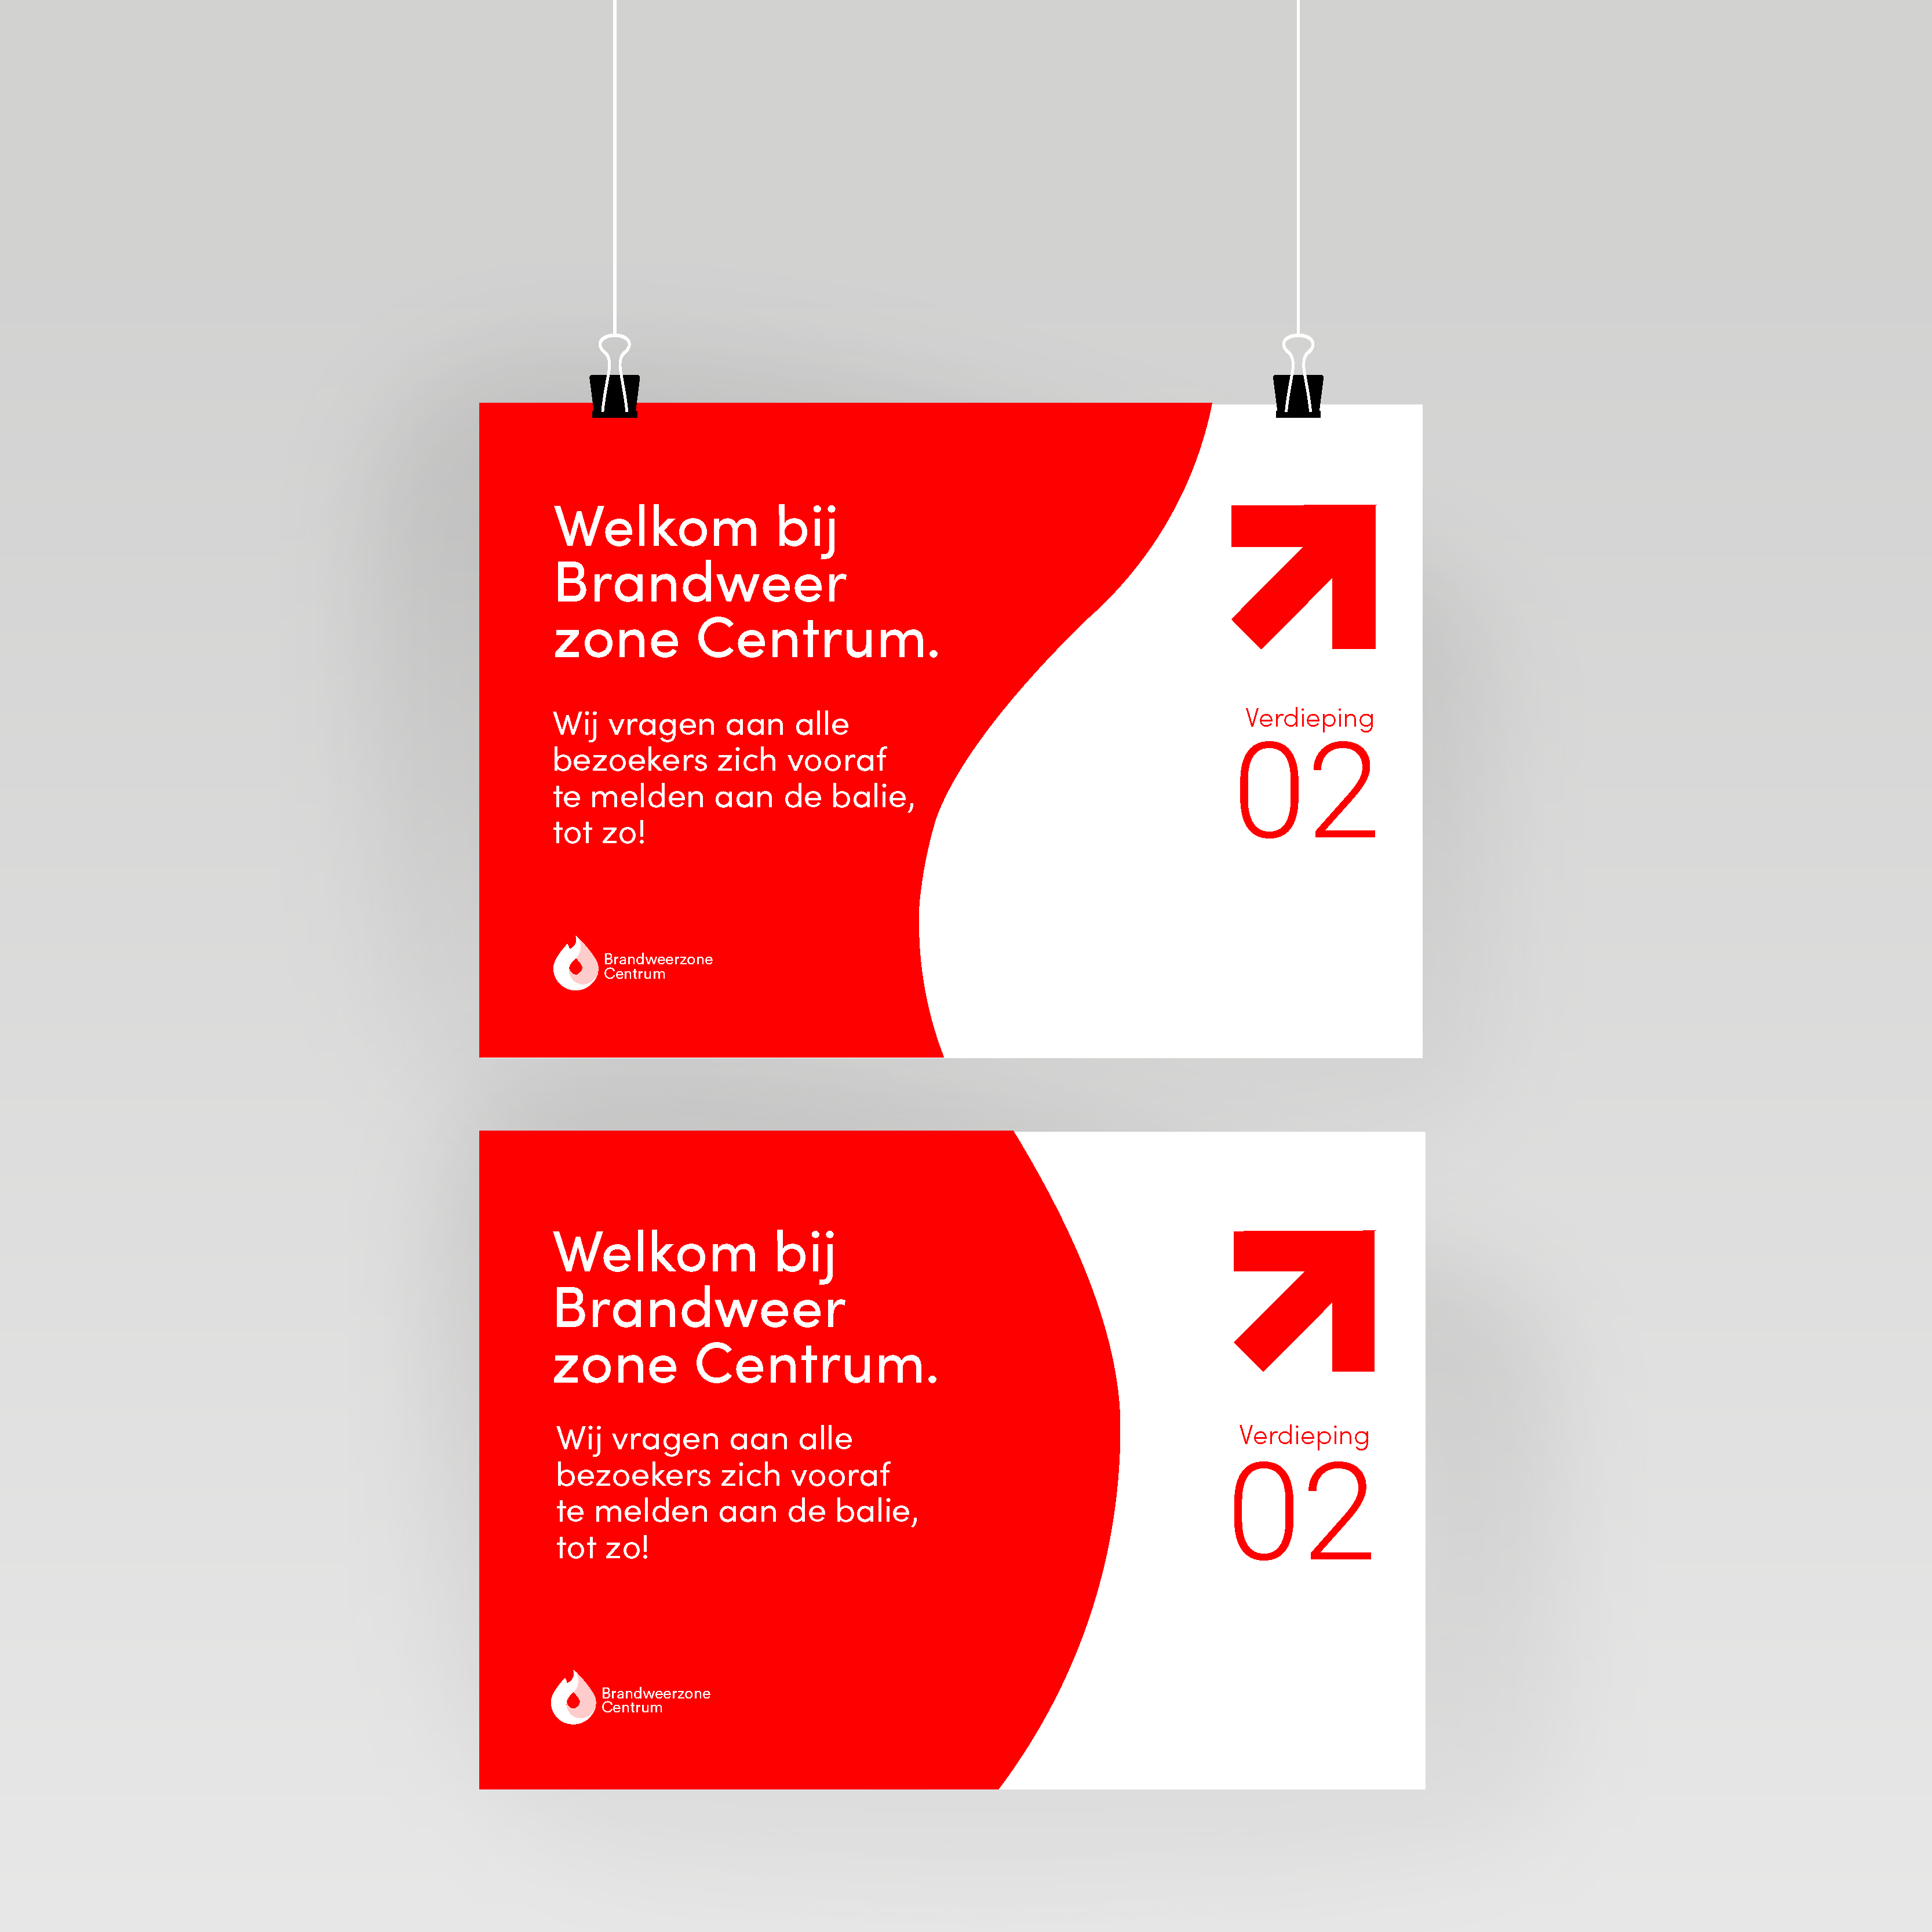 Welkom bij
Brandweer
zone Centrum.
Wij vragen aan alle
bezoekers zich vooraf
te melden aan de balie,
tot zo!
Brandweerzone
Centrum
Verdieping
02
Welkom bij
Brandweer
zone Centrum.
Wij vragen aan alle
bezoekers zich vooraf
te melden aan de balie,
tot zo!
Brandweerzone
Centrum
Verdieping
02